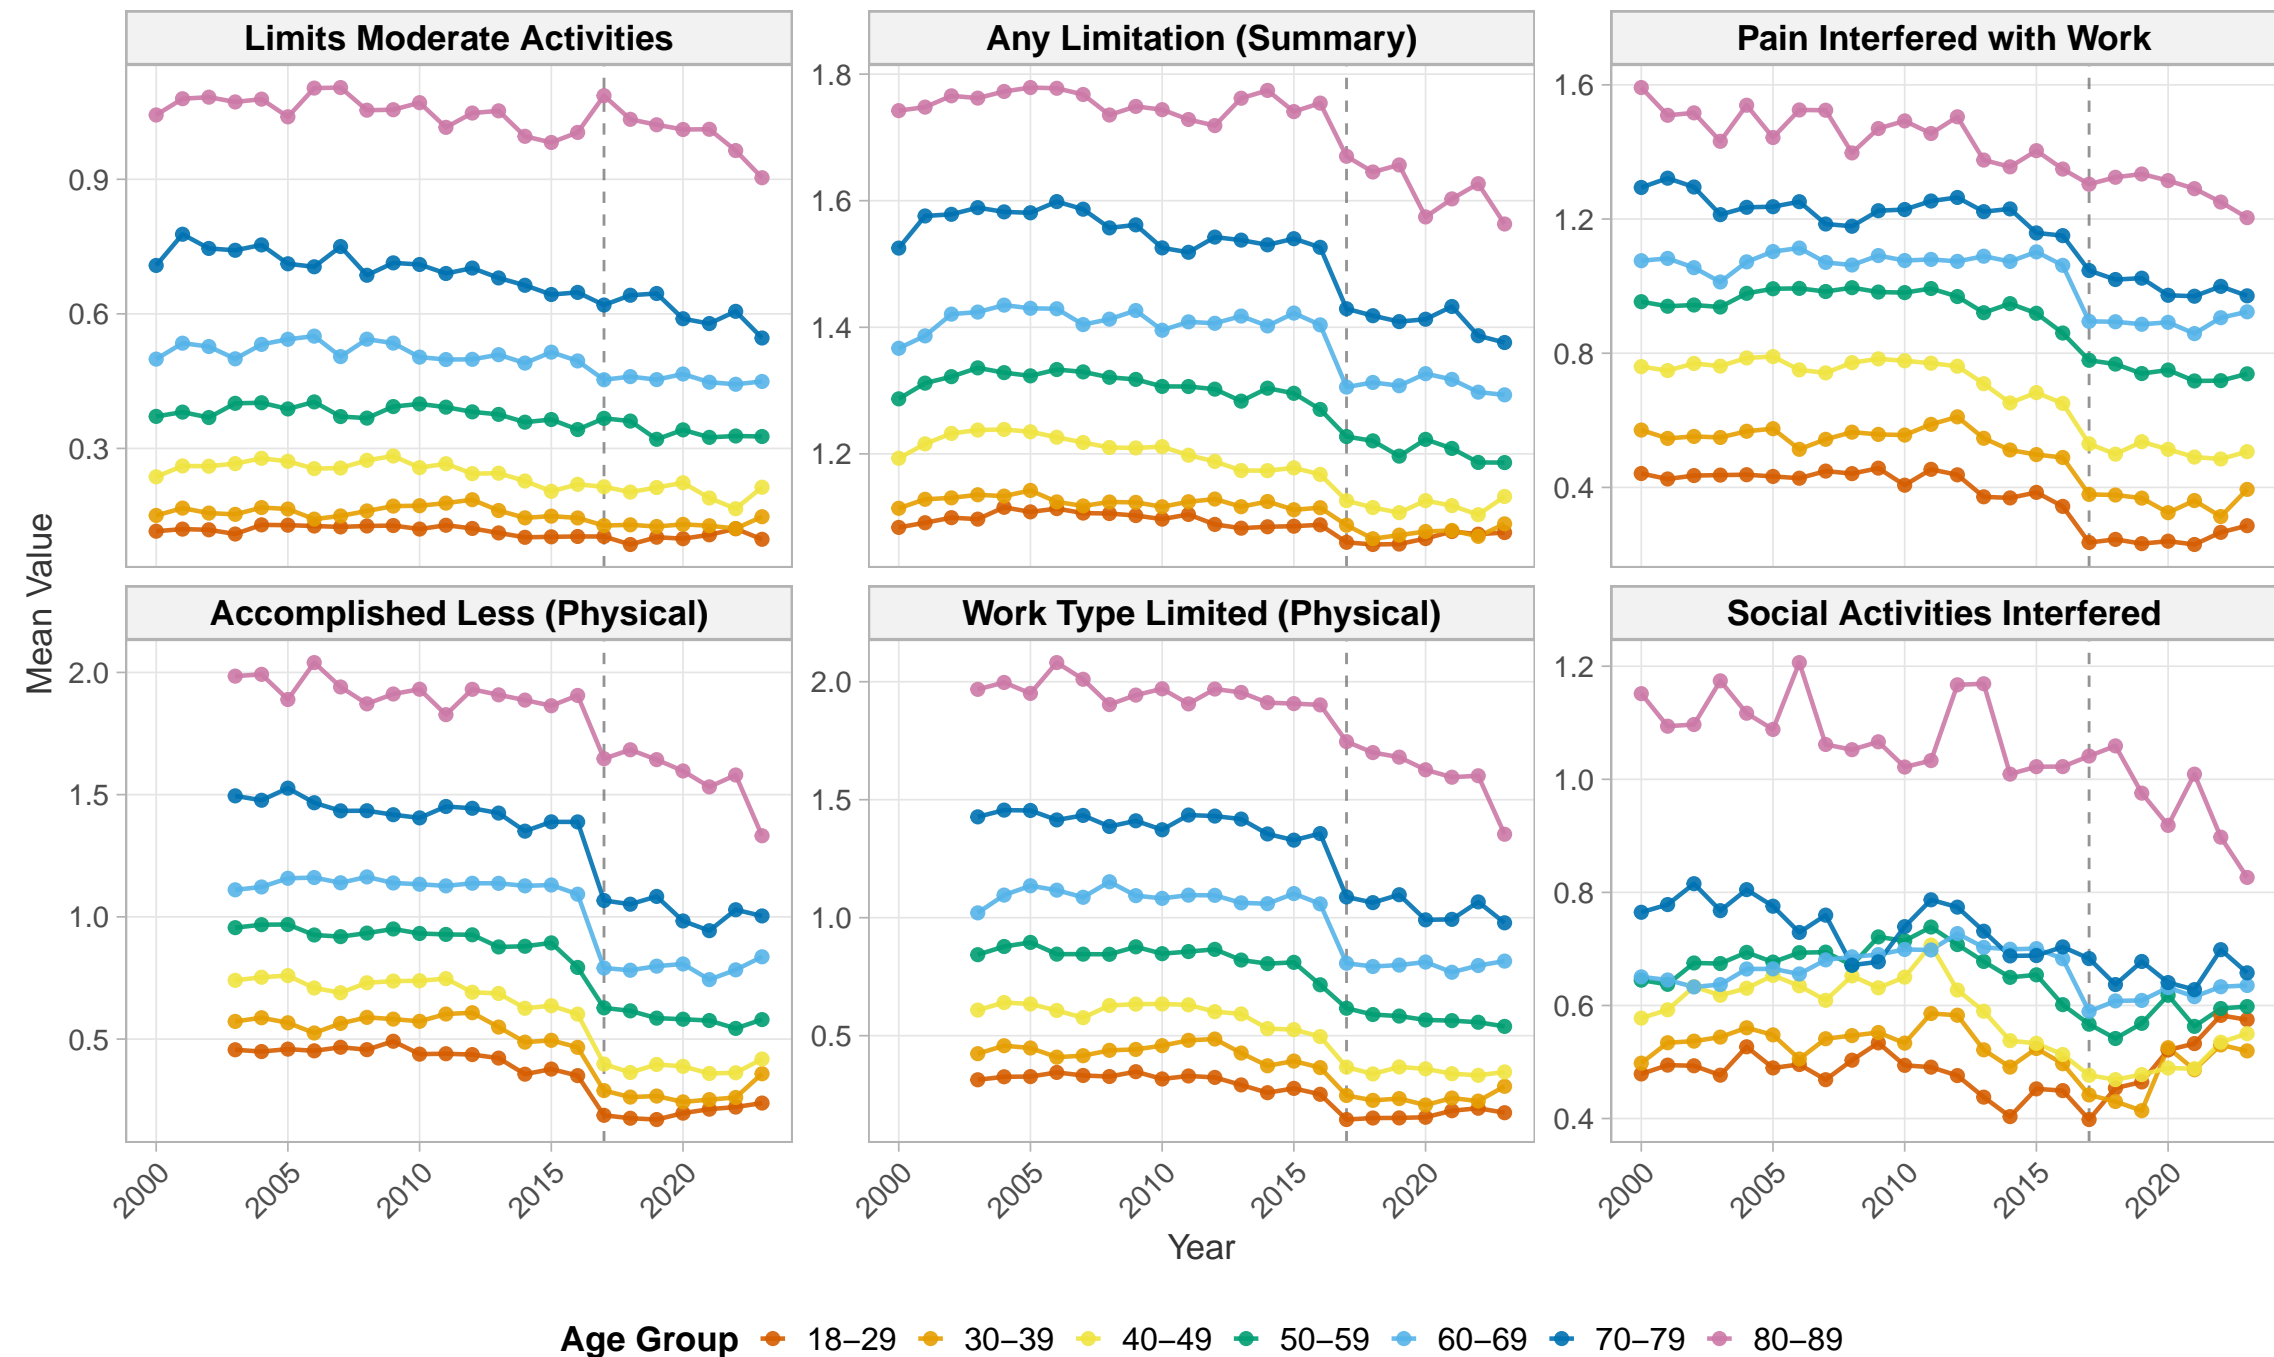 Limits Moderate Activities
Any Limitation (Summary)
Pain Interfered with Work
0.9
0.6
0.3
1.8
1.6
1.4
1.2
1.6
1.2
0.8
0.4
Mean Value
Accomplished Less (Physical)
Work Type Limited (Physical)
Social Activities Interfered
2.0
1.5
1.0
0.5
2.0
1.5
1.0
0.5
1.2
1.0
0.8
0.6
0.4
2000 2005 2010 2015 2020
2000 2005 2010 2015 2020
2000 2005 2010 2015 2020
Year
Age Group 18–29 30–39 40–49 50–59 60–69 70–79 80–89